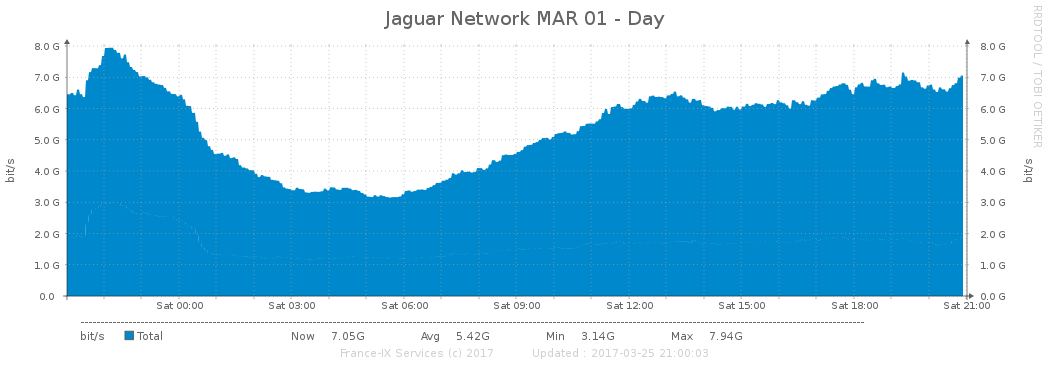 Jaguar Network MAR 01 - Day
RRDTOOL / TOBI OETIKER
8.0 G 8.0 G
7.0 G 7.0 G
6.0 G 6.0 G
5.0 G 5.0 G
4.0 G 4.0 G
3.0 G 3.0 G
2.0 G 2.0 G
1.0 G 1.0 G
0.0 0.0 G
bit/s
bit/s
Sat 00:00 Sat 03:00 Sat 06:00 Sat 09:00 Sat 12:00 Sat 15:00 Sat 18:00 Sat 21:00
bit/s Total Now 7.05G Avg 5.42G Min 3.14G Max 7.94G
France-IX Services (c) 2017 Updated : 2017-03-25 21:00:03